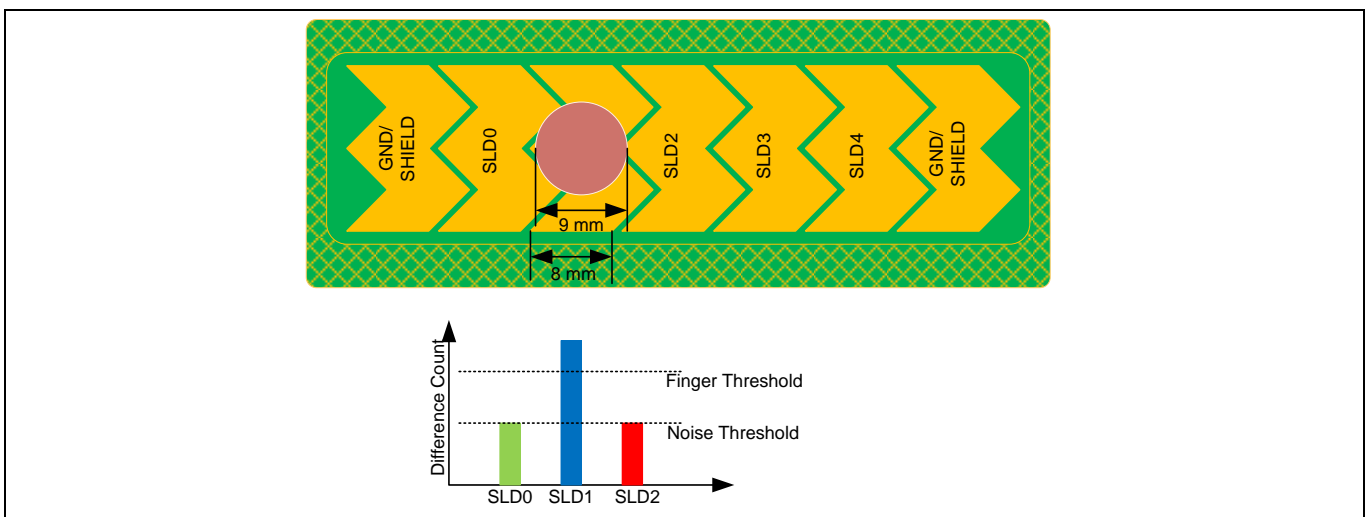 GND/
SHIELD
SLD0
SLD2
SLD3
SLD4
GND/
SHIELD
9 mm
8 mm
Difference Count
Finger Threshold
Noise Threshold
SLD0
SLD1
SLD2